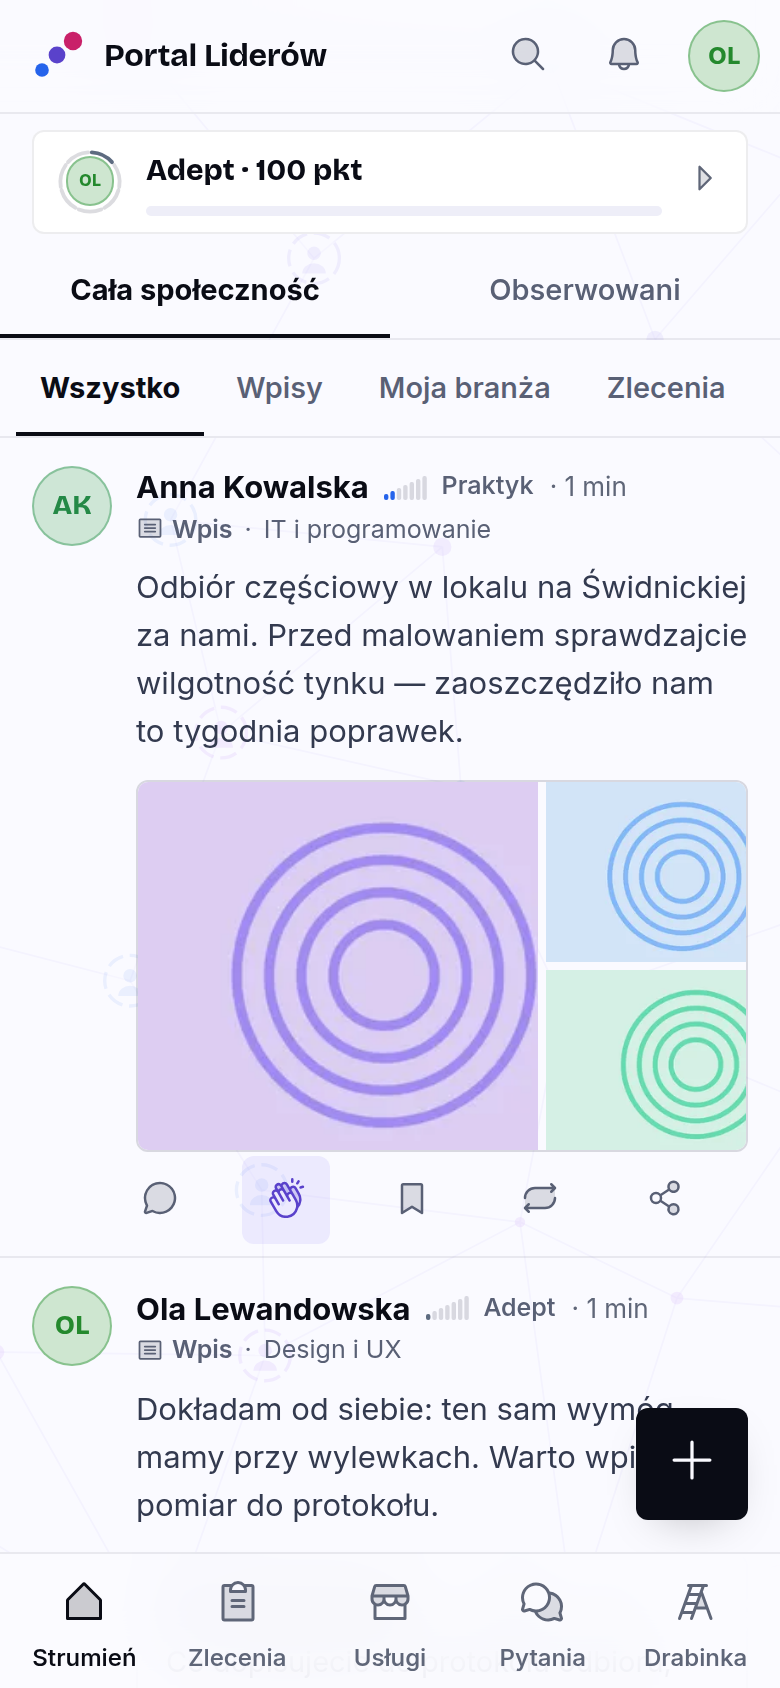 Portal Liderów
OL
OL
Adept · 100 pkt
Cała społeczność
Obserwowani
Wszystko
Wpisy
Moja branża
Zlecenia
AK
Anna Kowalska
Praktyk · 1 min
Wpis · IT i programowanie
Odbiór częściowy w lokalu na Świdnickiej
za nami. Przed malowaniem sprawdzajcie
wilgotność tynku — zaoszczędziło nam
to tygodnia poprawek.
OL
Ola Lewandowska
Adept · 1 min
Wpis · Design i UX
Dokładam od siebie: ten sam wymóg
mamy przy wylewkach. Warto
pomiar do protokołu.
Strumień
Zlecenia
Usługi
Pytania
Drabinka